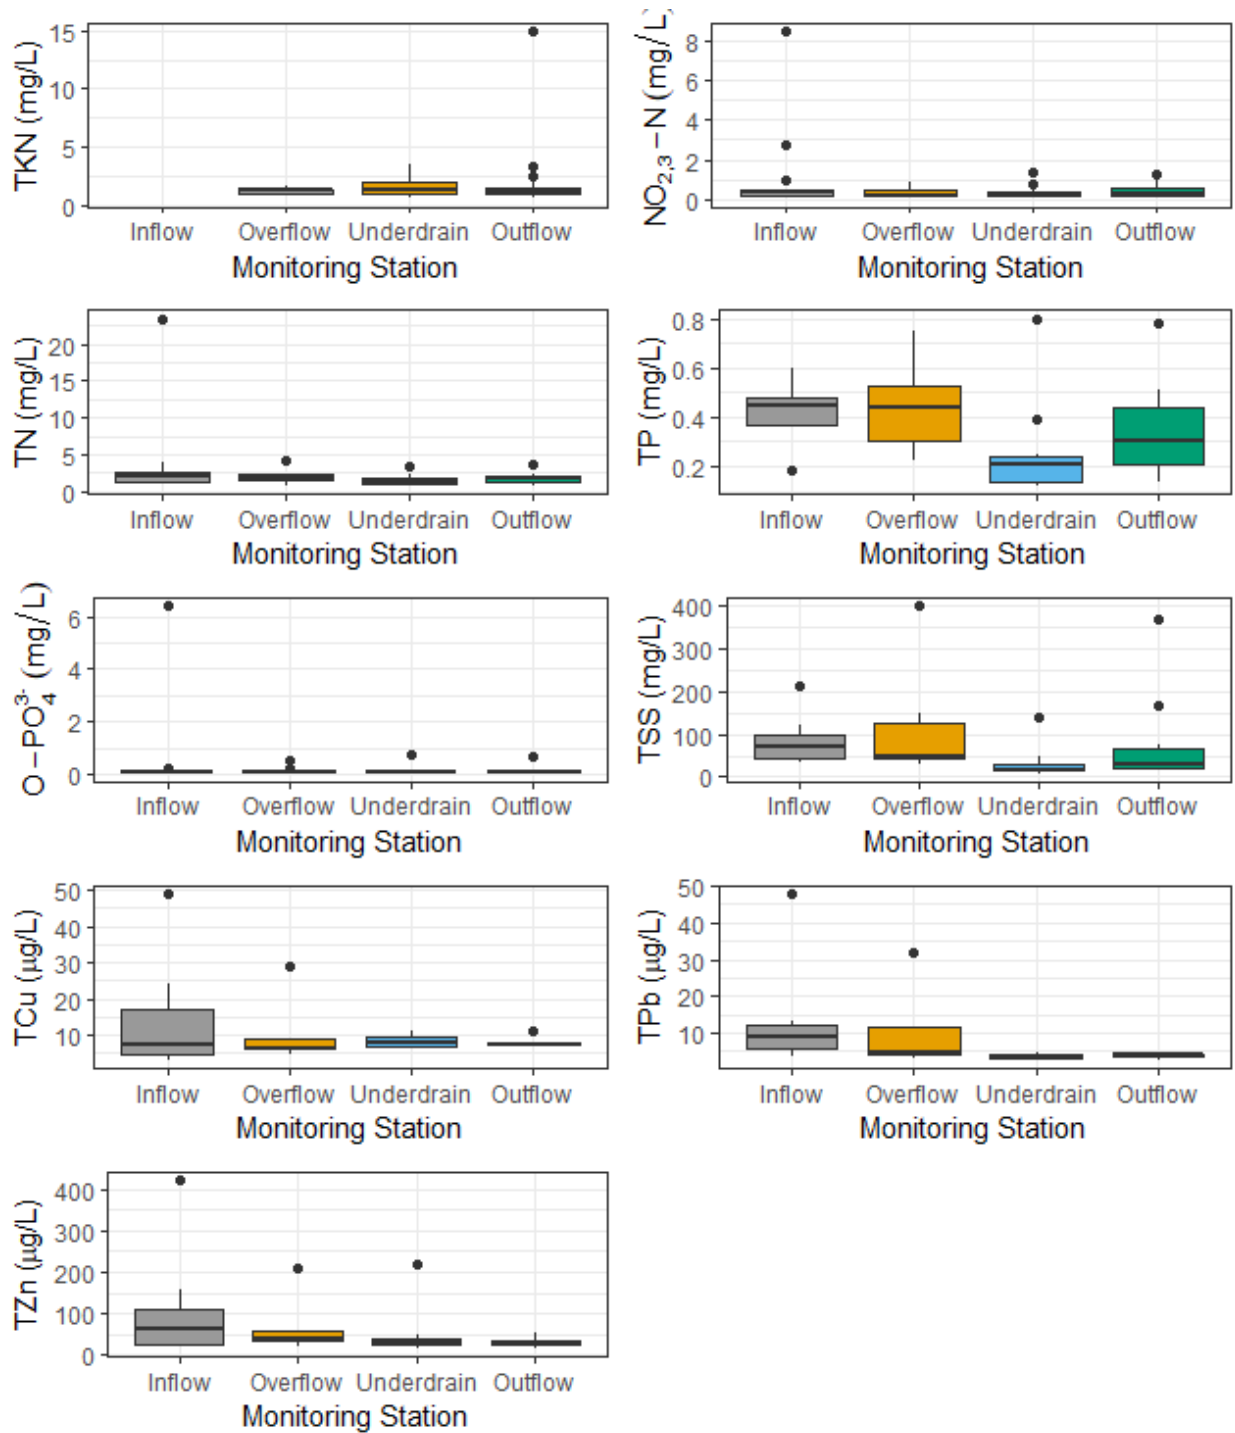 TKN (mg/L)
15
10
5
0
Inflow Overflow Underdrain Outflow
Monitoring Station
NO2,3−N (mg/L)
8
6
4
2
0
Inflow Overflow Underdrain Outflow
Monitoring Station
TN (mg/L)
20
15
10
5
0
Inflow Overflow Underdrain Outflow
Monitoring Station
TP (mg/L)
0.8
0.6
0.4
0.2
Inflow Overflow Underdrain Outflow
Monitoring Station
O−PO4 3- (mg/L)
6
4
2
0
Inflow Overflow Underdrain Outflow
Monitoring Station
TSS (mg/L)
400
300
200
100
0
Inflow Overflow Underdrain Outflow
Monitoring Station
TCu (µg/L)
50
40
30
20
10
Inflow Overflow Underdrain Outflow
Monitoring Station
TPb (µg/L)
50
40
30
20
10
Inflow Overflow Underdrain Outflow
Monitoring Station
TZn (µg/L)
400
300
200
100
0
Inflow Overflow Underdrain Outflow
Monitoring Station